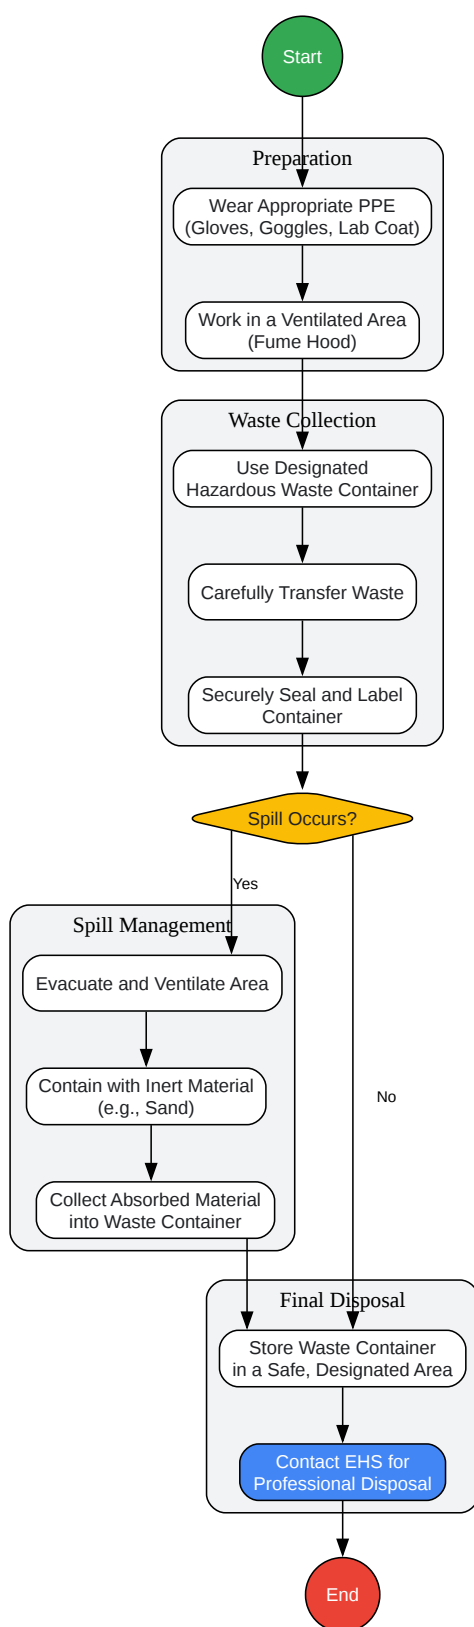 Start
Preparation
Wear Appropriate PPE
(Gloves, Goggles, Lab Coat)
Work in a Ventilated Area
(Fume Hood)
Waste Collection
Use Designated
Hazardous Waste Container
Carefully Transfer Waste
Securely Seal and Label
Container
Spill Occurs?
Yes
Spill Management
Evacuate and Ventilate Area
Contain with Inert Material
(e.g., Sand)
No
Collect Absorbed Material
into Waste Container
Final Disposal
Store Waste Container
in a Safe, Designated Area
Contact EHS for
Professional Disposal
End